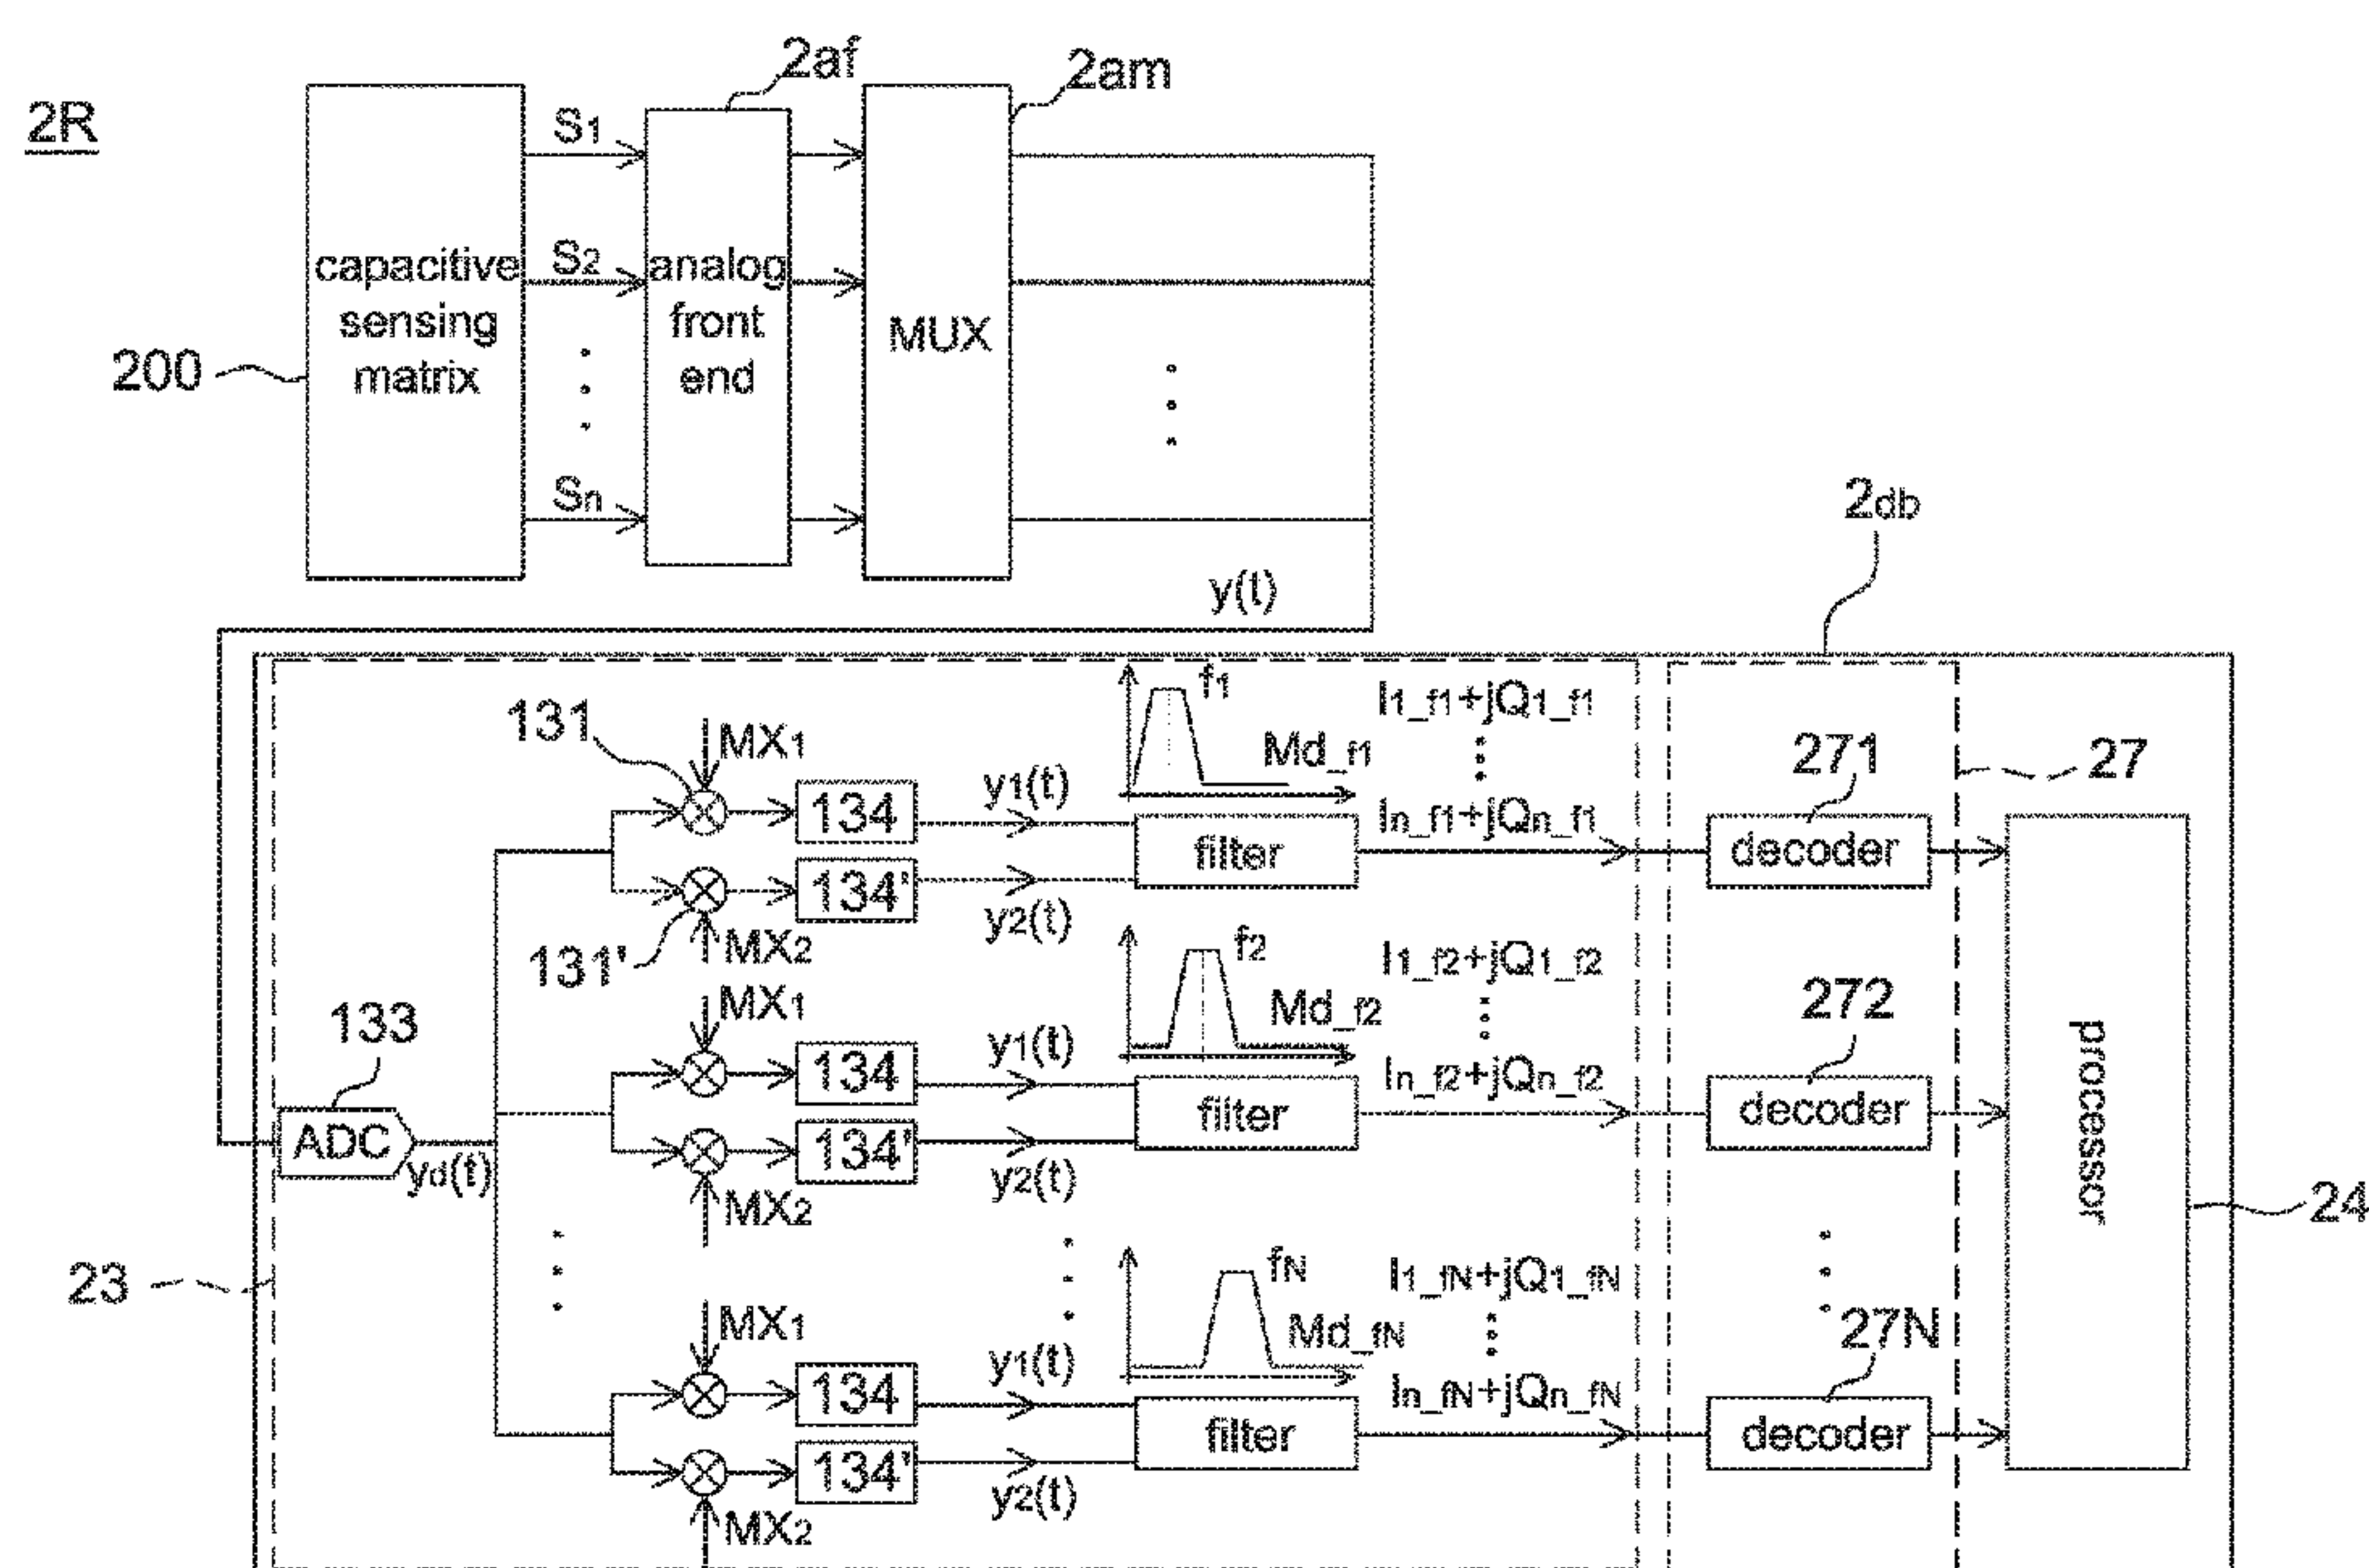 2R
2af
2am
S1
S2
Sn
capacitive
sensing
matrix
analog
front
end
MUX
200
y(t)
2db
f1
I1_f1+jQ1_f1
131
MX1
Md_f1
271
27
y1(t)
134
In_f1+jQn_f1
filter
decoder
134'
y2(t)
MX2
131'
f2
I1_f2+jQ1_f2
MX1
Md_f2
272
133
y1(t)
134
In_f2+jQn_f2
filter
decoder
processor
ADC
yd(t)
134'
y2(t)
MX2
24
23
fN
I1_fN+jQ1_fN
MX1
Md_fN
27N
y1(t)
134
In_fN+jQn_fN
filter
decoder
134'
y2(t)
MX2